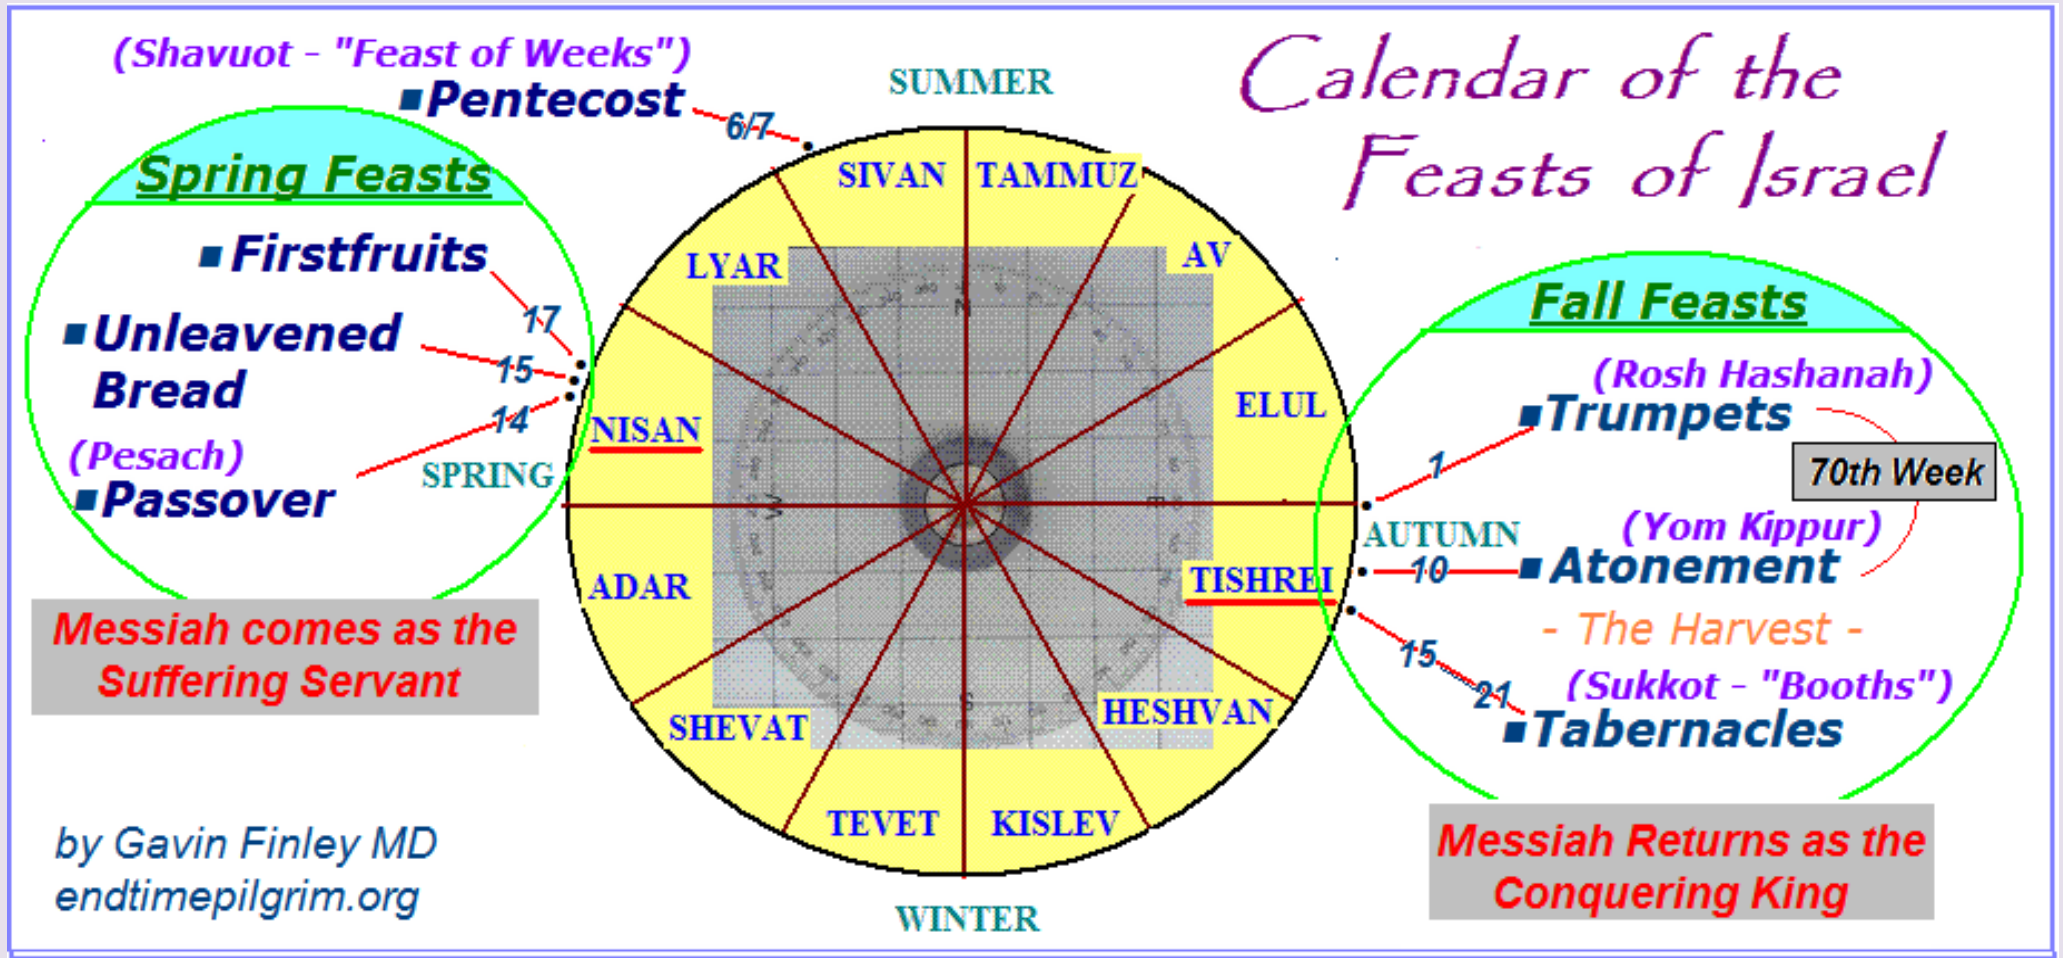 Calendar of the
Feasts of Israel
(Shavuot - "Feast of Weeks")
Pentecost
6/7
Spring Feasts
Firstfruits
17
Unleavened
Bread
15
14
(Pesach)
Passover
Messiah comes as the
Suffering Servant
SUMMER
SPRING
AUTUMN
WINTER
SIVAN
TAMMUZ
LYAR
AV
NISAN
ELUL
ADAR
TISHREI
SHEVAT
HESHVAN
TEVET
KISLEV
N
W
E
S
Fall Feasts
(Rosh Hashanah)
Trumpets
1
70th Week
(Yom Kippur)
Atonement
10
- The Harvest -
(Sukkot - "Booths")
Tabernacles
15
21
Messiah Returns as the
Conquering King
by Gavin Finley MD
endtimepilgrim.org